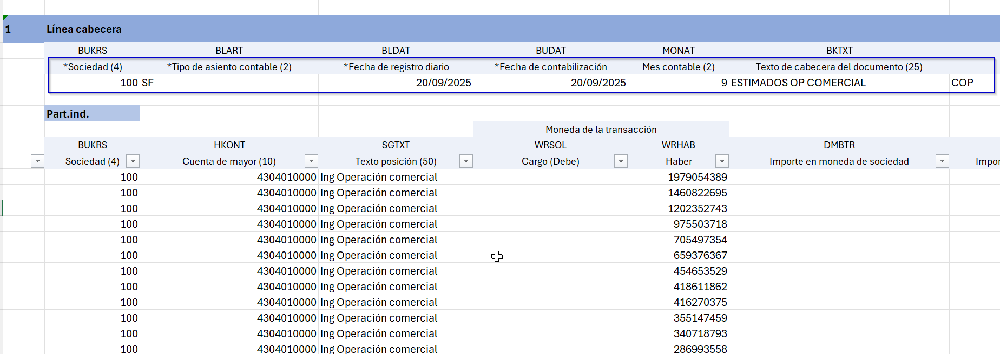 1 Línea cabecera
BUKRS BLART BLDAT BUDAT MONAT BKTXT
*Sociedad (4) *Tipo de asiento contable (2) *Fecha de registro diario *Fecha de contabilización Mes contable (2) Texto de cabecera del documento (25)
100 SF 20/09/2025 20/09/2025 9 ESTIMADOS OP COMERCIAL COP
Part.ind.
Moneda de la transacción
BUKRS HKONT SGTXT WRSOL WRHAB DMBTR
Sociedad (4) Cuenta de mayor (10) Texto posición (50) Cargo (Debe) Haber Importe en moneda de sociedad Impor
100 4304010000 Ing Operación comercial 1979054389
100 4304010000 Ing Operación comercial 1460822695
100 4304010000 Ing Operación comercial 1202352743
100 4304010000 Ing Operación comercial 975503718
100 4304010000 Ing Operación comercial 705497354
100 4304010000 Ing Operación comercial 659376367
100 4304010000 Ing Operación comercial 454653529
100 4304010000 Ing Operación comercial 418611862
100 4304010000 Ing Operación comercial 416270375
100 4304010000 Ing Operación comercial 355147459
100 4304010000 Ing Operación comercial 340718793
100 4304010000 Ing Operación comercial 286993558